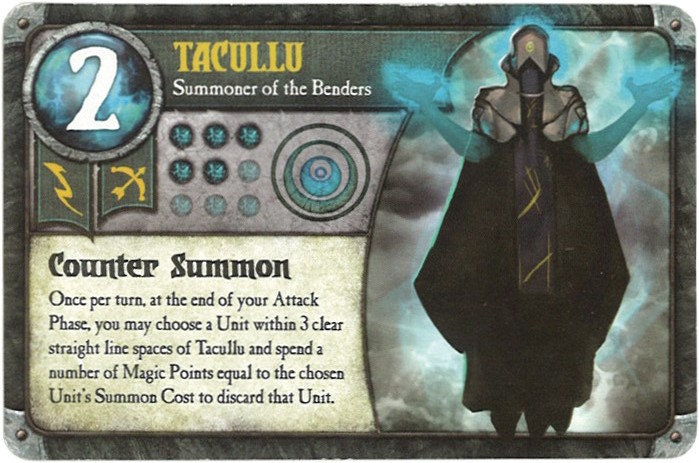 2
TACULLU
Summoner of the Benders
Counter Summon
Once per turn, at the end of your Attack
Phase, you may choose a Unit within 3 clear
straight line spaces of Tacullu and spend a
number of Magic Points equal to the chosen
Unit's Summon Cost to discard that Unit.